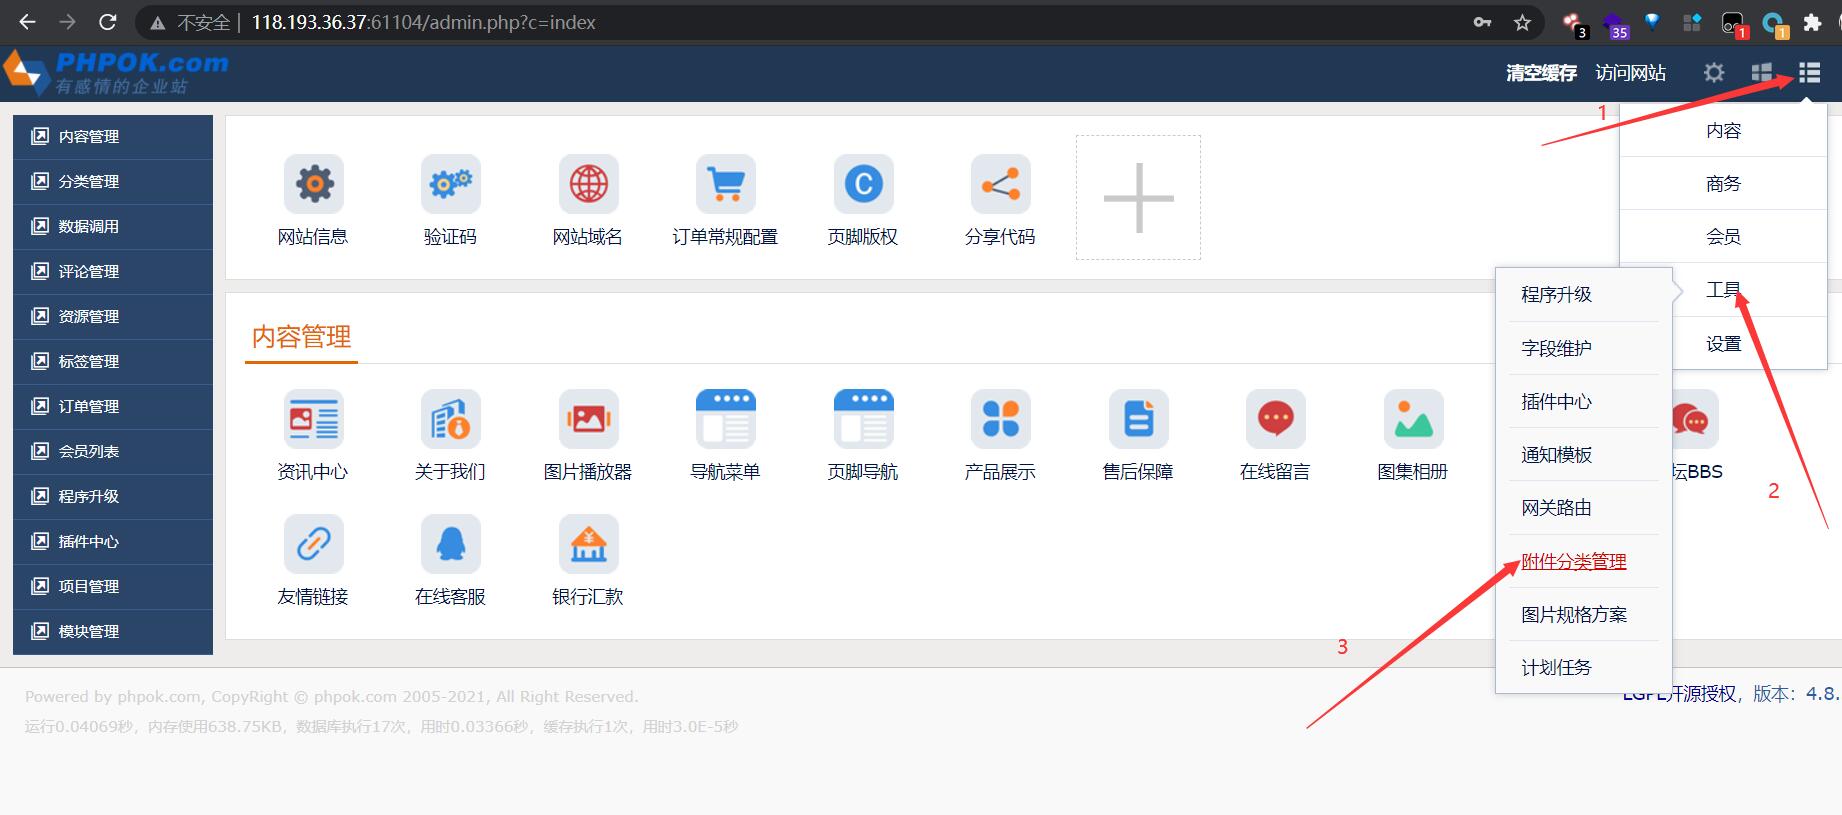 不安全 | 118.193.36.37:61104/admin.php?c=index
3
35
1
1
PHPOK.com
有感情的企业站
清空缓存
访问网站
1
内容
商务
会员
工具
设置
2
程序升级
字段维护
插件中心
通知模板
网关路由
附件分类管理
图片规格方案
计划任务
3
内容管理
分类管理
数据调用
评论管理
资源管理
标签管理
订单管理
会员列表
程序升级
插件中心
项目管理
模块管理
网站信息
验证码
网站域名
订单常规配置
页脚版权
分享代码
内容管理
资讯中心
关于我们
图片播放器
导航菜单
页脚导航
产品展示
售后保障
在线留言
图集相册
坛BBS
友情链接
在线客服
银行汇款
Powered by phpok.com, CopyRight © phpok.com 2005-2021, All Right Reserved.
LGPL开源授权，版本：4.8.
运行0.04069秒，内存使用638.75KB，数据库执行17次，用时0.03366秒，缓存执行1次，用时3.0E-5秒